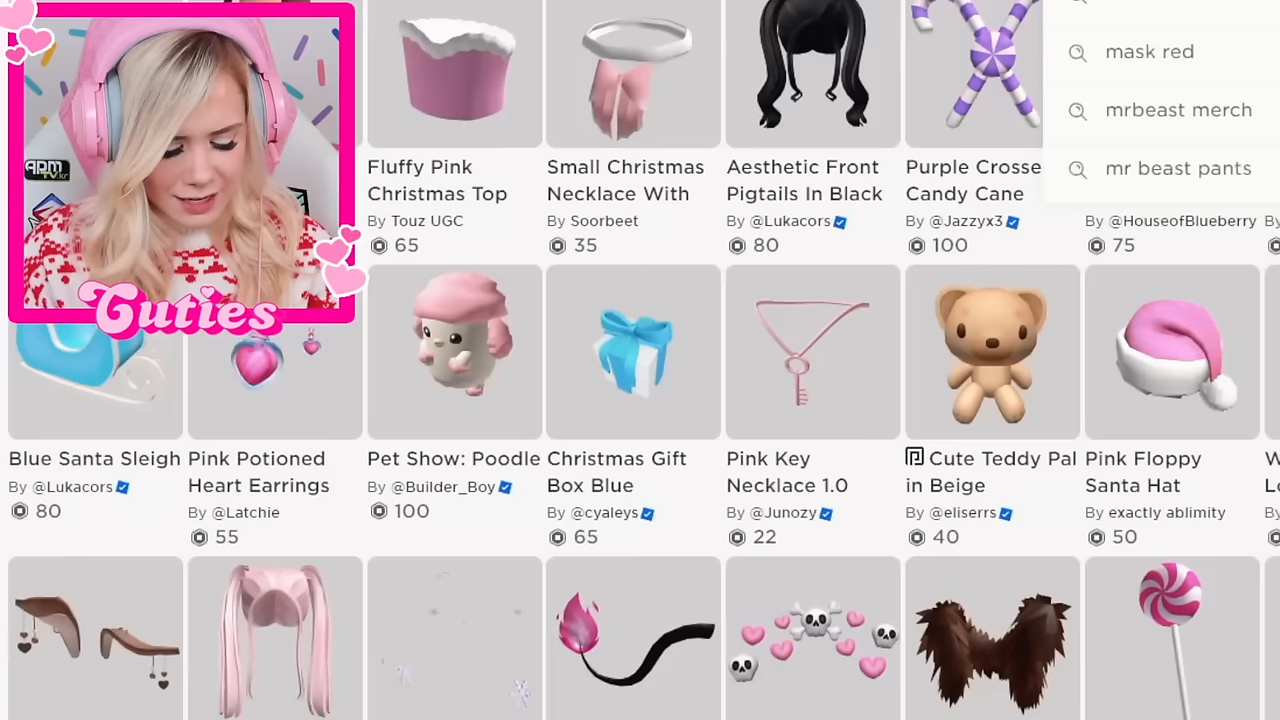 mask red
mrbeast merch
mr beast pants
APM
TV.kr
Cuties
Fluffy Pink
Christmas Top
By Touz UGC
65
Small Christmas
Necklace With
By Soorbeet
35
Aesthetic Front
Pigtails In Black
By @Lukacors
80
Purple Crosse
Candy Cane
By @Jazzyx3
100
By @HouseofBlueberry
75
Blue Santa Sleigh
By @Lukacors
80
Pink Potioned
Heart Earrings
By @Latchie
55
Pet Show: Poodle
By @Builder_Boy
100
Christmas Gift
Box Blue
By @cyaleys
65
Pink Key
Necklace 1.0
By @Junozy
22
Cute Teddy Pal
in Beige
By @eliserrs
40
Pink Floppy
Santa Hat
By exactly ablimity
50